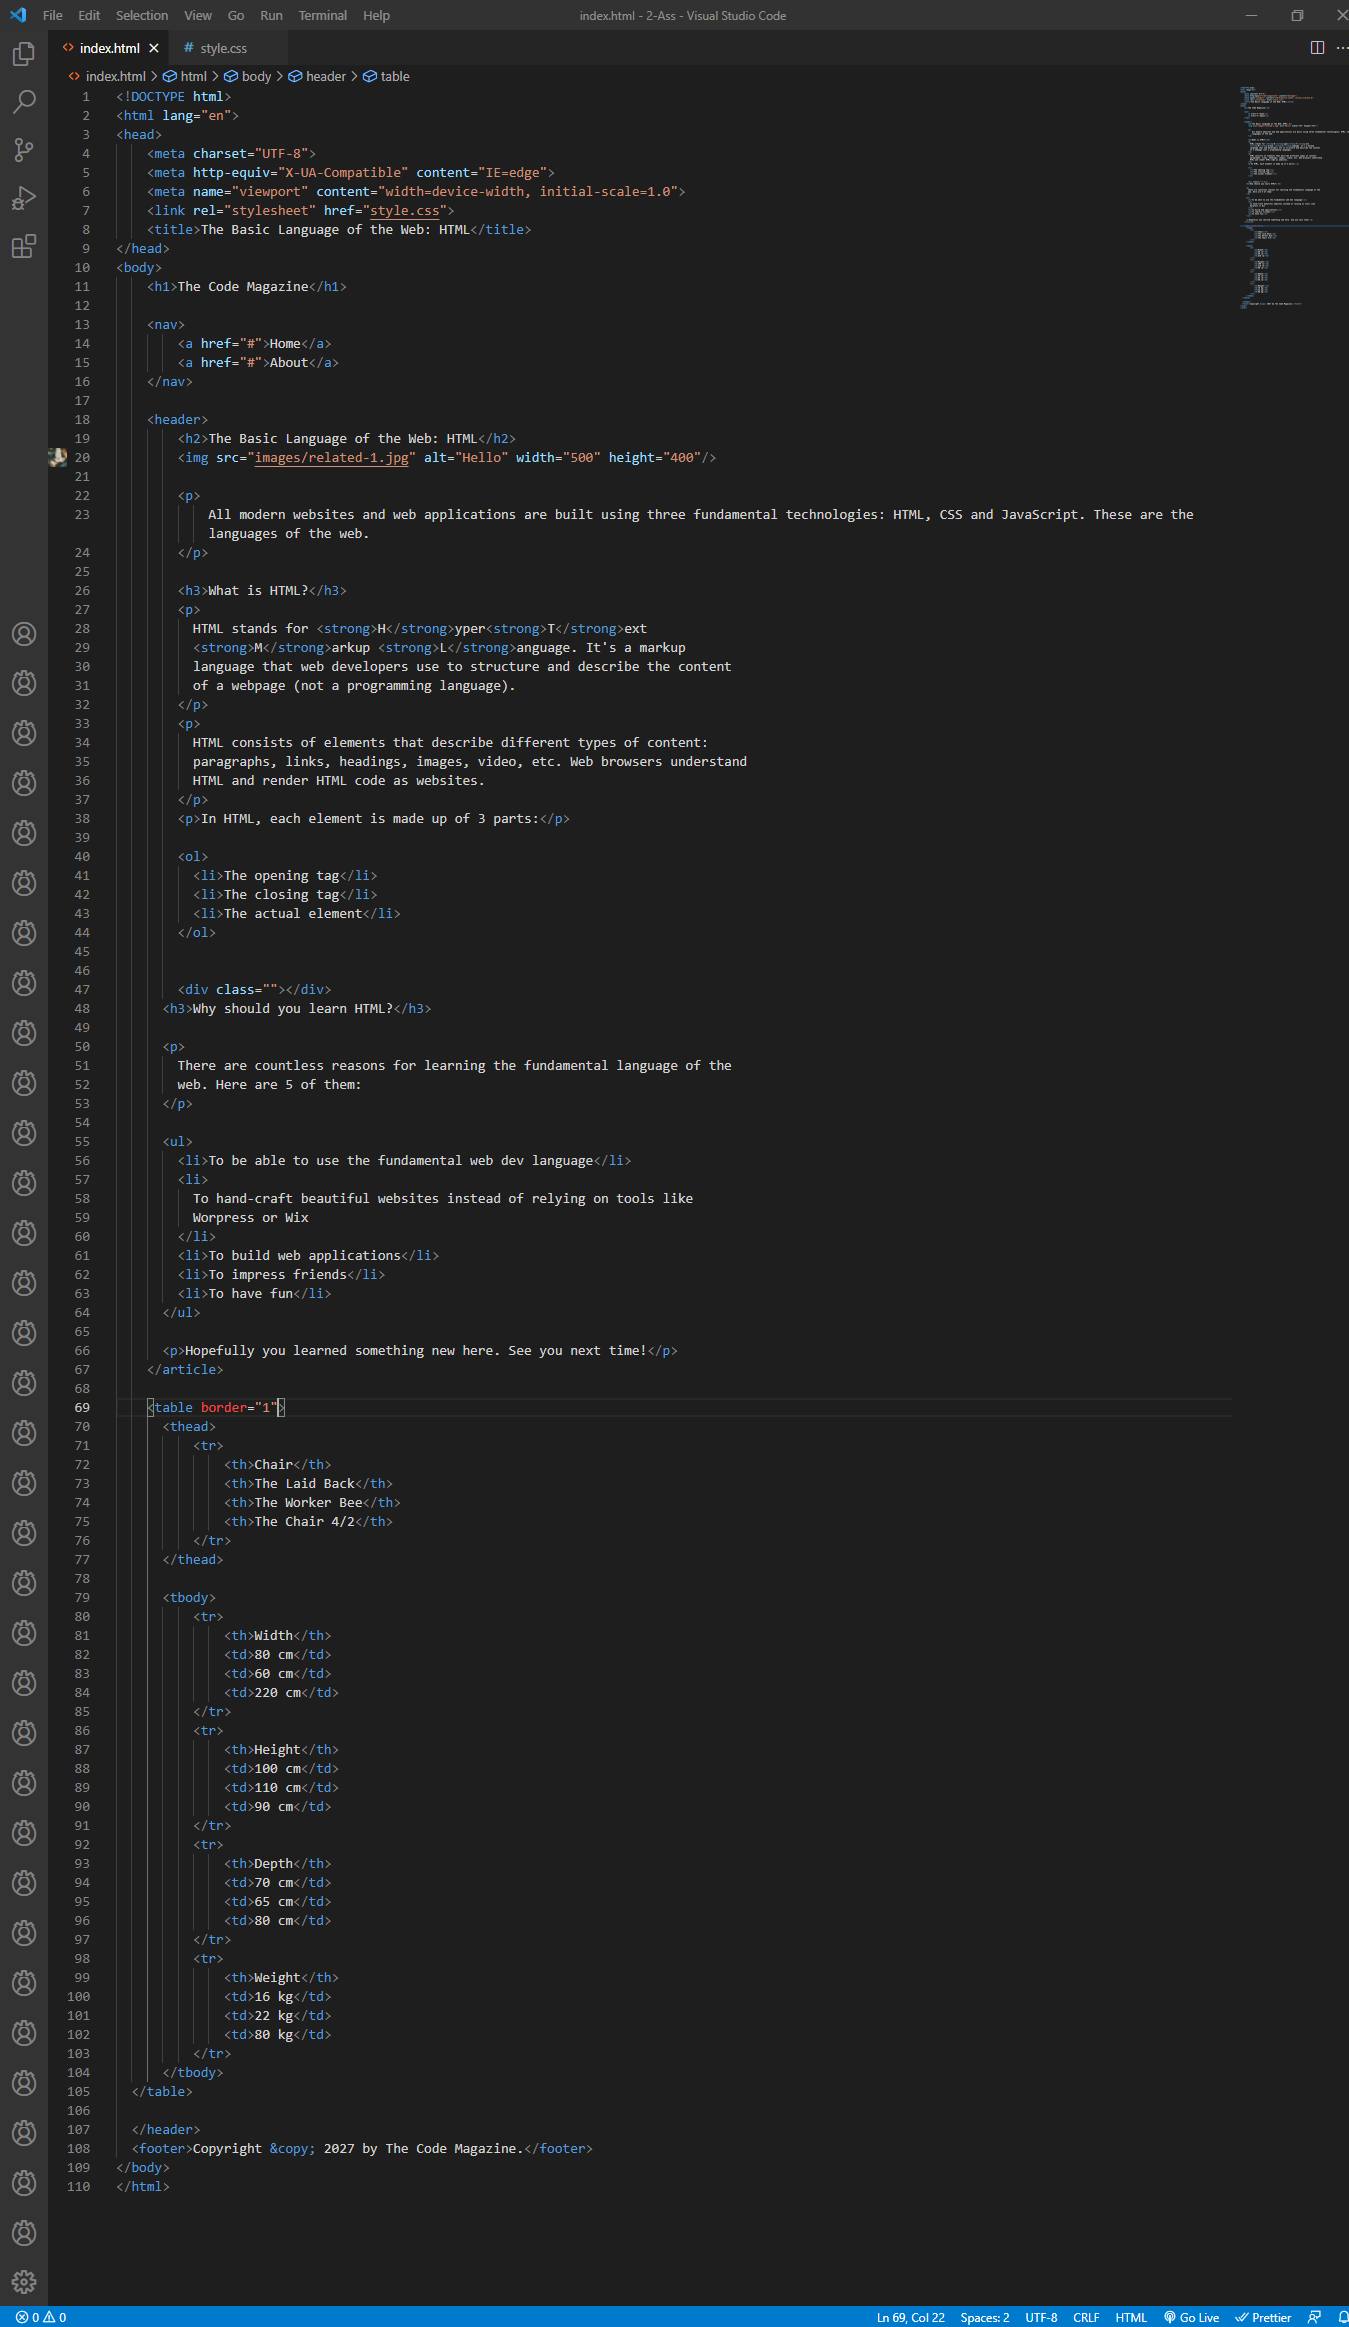 File Edit Selection View Go Run Terminal Help index.html - 2-Ass - Visual Studio Code
index.html # style.css
index.html > html > body > header > table
1 <!DOCTYPE html>
2 <html lang="en">
3 <head>
4 <meta charset="UTF-8">
5 <meta http-equiv="X-UA-Compatible" content="IE=edge">
6 <meta name="viewport" content="width=device-width, initial-scale=1.0">
7 <link rel="stylesheet" href="style.css">
8 <title>The Basic Language of the Web: HTML</title>
9 </head>
10 <body>
11 <h1>The Code Magazine</h1>
12
13 <nav>
14 <a href="#">Home</a>
15 <a href="#">About</a>
16 </nav>
17
18 <header>
19 <h2>The Basic Language of the Web: HTML</h2>
20 <img src="images/related-1.jpg" alt="Hello" width="500" height="400"/>
21
22 <p>
23 All modern websites and web applications are built using three fundamental technologies: HTML, CSS and JavaScript. These are the
languages of the web.
24 </p>
25
26 <h3>What is HTML?</h3>
27 <p>
28 HTML stands for <strong>H</strong>yper<strong>T</strong>ext
29 <strong>M</strong>arkup <strong>L</strong>anguage. It's a markup
30 language that web developers use to structure and describe the content
31 of a webpage (not a programming language).
32 </p>
33 <p>
34 HTML consists of elements that describe different types of content:
35 paragraphs, links, headings, images, video, etc. Web browsers understand
36 HTML and render HTML code as websites.
37 </p>
38 <p>In HTML, each element is made up of 3 parts:</p>
39
40 <ol>
41 <li>The opening tag</li>
42 <li>The closing tag</li>
43 <li>The actual element</li>
44 </ol>
45
46
47 <div class=""></div>
48 <h3>Why should you learn HTML?</h3>
49
50 <p>
51 There are countless reasons for learning the fundamental language of the
52 web. Here are 5 of them:
53 </p>
54
55 <ul>
56 <li>To be able to use the fundamental web dev language</li>
57 <li>
58 To hand-craft beautiful websites instead of relying on tools like
59 Worpress or Wix
60 </li>
61 <li>To build web applications</li>
62 <li>To impress friends</li>
63 <li>To have fun</li>
64 </ul>
65
66 <p>Hopefully you learned something new here. See you next time!</p>
67 </article>
68
69 <table border="1">
70 <thead>
71 <tr>
72 <th>Chair</th>
73 <th>The Laid Back</th>
74 <th>The Worker Bee</th>
75 <th>The Chair 4/2</th>
76 </tr>
77 </thead>
78
79 <tbody>
80 <tr>
81 <th>Width</th>
82 <td>80 cm</td>
83 <td>60 cm</td>
84 <td>220 cm</td>
85 </tr>
86 <tr>
87 <th>Height</th>
88 <td>100 cm</td>
89 <td>110 cm</td>
90 <td>90 cm</td>
91 </tr>
92 <tr>
93 <th>Depth</th>
94 <td>70 cm</td>
95 <td>65 cm</td>
96 <td>80 cm</td>
97 </tr>
98 <tr>
99 <th>Weight</th>
100 <td>16 kg</td>
101 <td>22 kg</td>
102 <td>80 kg</td>
103 </tr>
104 </tbody>
105 </table>
106
107 </header>
108 <footer>Copyright &copy; 2027 by The Code Magazine.</footer>
109 </body>
110 </html>
0 0 Ln 69, Col 22 Spaces: 2 UTF-8 CRLF HTML Go Live Prettier